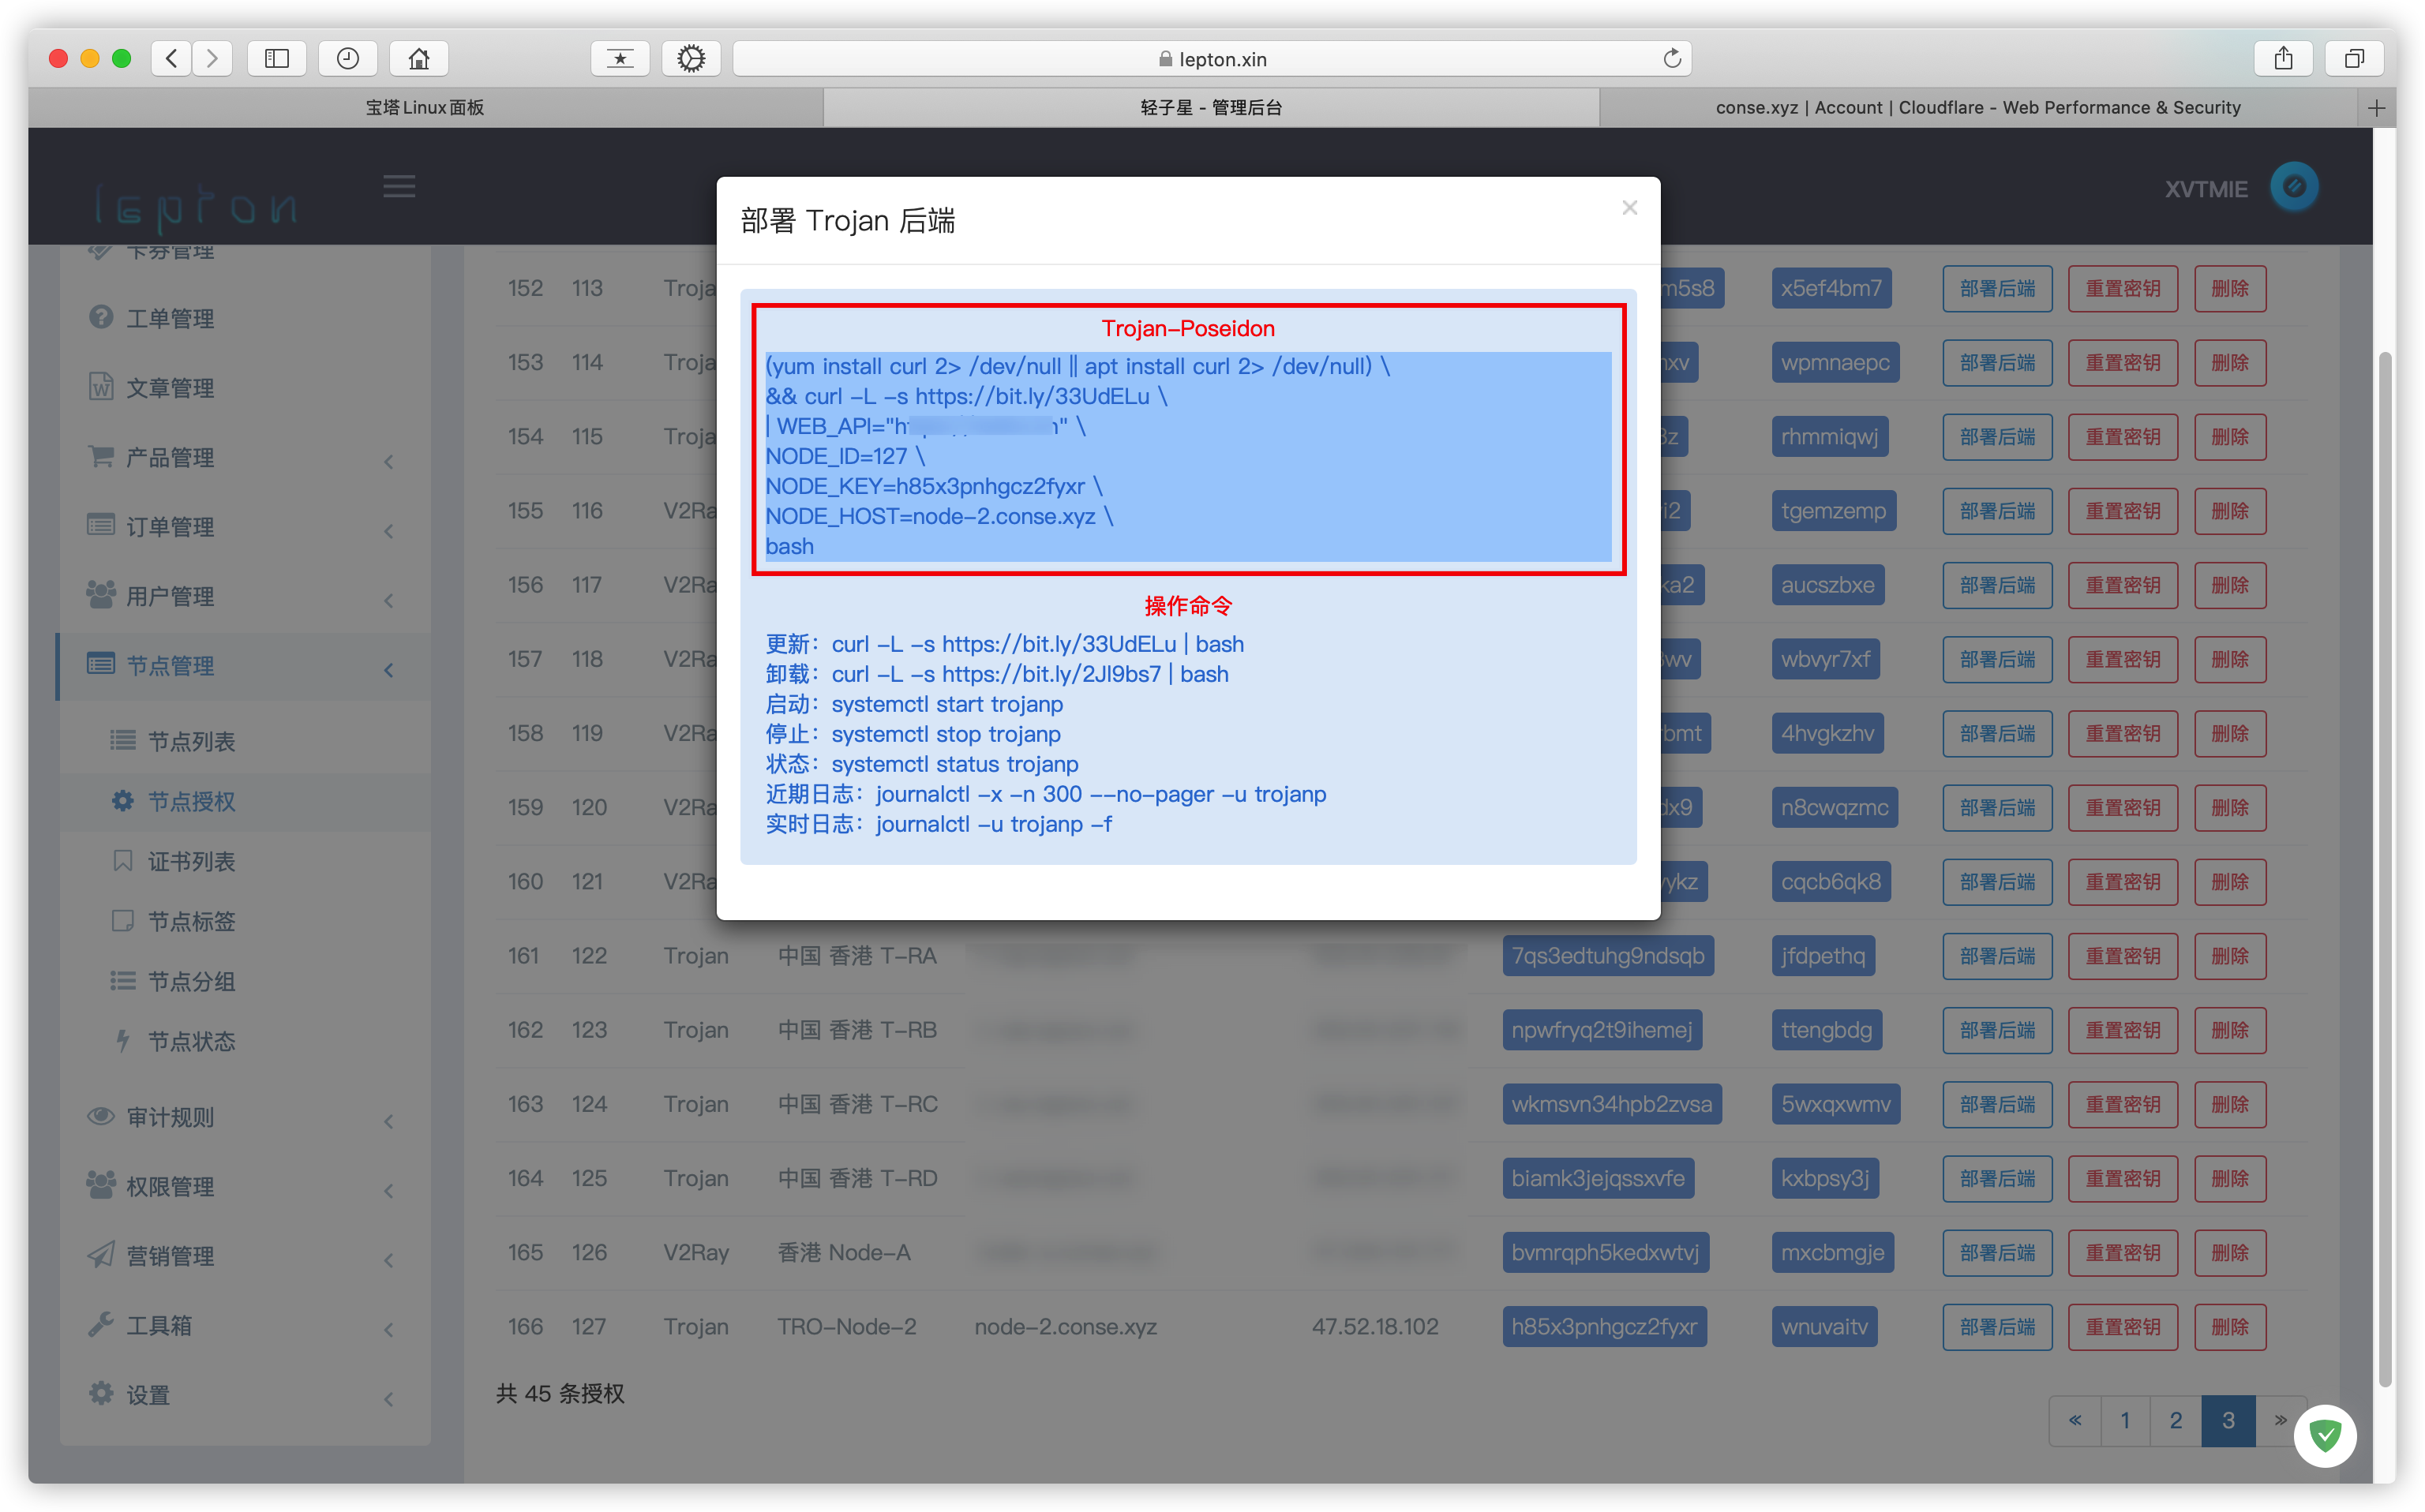 lepton.xin
宝塔Linux面板
轻子星 - 管理后台
conse.xyz | Account | Cloudflare - Web Performance & Security
lepton
XVTMIE
卡券管理
工单管理
文章管理
产品管理
订单管理
用户管理
节点管理
节点列表
节点授权
证书列表
节点标签
节点分组
节点状态
审计规则
权限管理
营销管理
工具箱
设置
部署 Trojan 后端
×
Trojan-Poseidon
(yum install curl 2> /dev/null || apt install curl 2> /dev/null) \
&& curl -L -s https://bit.ly/33UdELu \
| WEB_API="h" \
NODE_ID=127 \
NODE_KEY=h85x3pnhgcz2fyxr \
NODE_HOST=node-2.conse.xyz \
bash
操作命令
更新：curl -L -s https://bit.ly/33UdELu | bash
卸载：curl -L -s https://bit.ly/2Jl9bs7 | bash
启动：systemctl start trojanp
停止：systemctl stop trojanp
状态：systemctl status trojanp
近期日志：journalctl -x -n 300 --no-pager -u trojanp
实时日志：journalctl -u trojanp -f
152 113 Troja m5s8 x5ef4bm7 部署后端 重置密钥 删除
153 114 Troja xv wpmnaepc 部署后端 重置密钥 删除
154 115 Troja z rhmmiqwj 部署后端 重置密钥 删除
155 116 V2Ra i2 tgemzemp 部署后端 重置密钥 删除
156 117 V2Ra ka2 aucszbxe 部署后端 重置密钥 删除
157 118 V2Ra wv wbvyr7xf 部署后端 重置密钥 删除
158 119 V2Ra bmt 4hvgkzhv 部署后端 重置密钥 删除
159 120 V2Ra dx9 n8cwqzmc 部署后端 重置密钥 删除
160 121 V2Ra ykz cqcb6qk8 部署后端 重置密钥 删除
161 122 Trojan 中国 香港 T-RA 7qs3edtuhg9ndsqb jfdpethq 部署后端 重置密钥 删除
162 123 Trojan 中国 香港 T-RB npwfryq2t9ihemej ttengbdg 部署后端 重置密钥 删除
163 124 Trojan 中国 香港 T-RC wkmsvn34hpb2zvsa 5wxqxwmv 部署后端 重置密钥 删除
164 125 Trojan 中国 香港 T-RD biamk3jejqssxvfe kxbpsy3j 部署后端 重置密钥 删除
165 126 V2Ray 香港 Node-A bvmrqph5kedxwtvj mxcbmgje 部署后端 重置密钥 删除
166 127 Trojan TRO-Node-2 node-2.conse.xyz 47.52.18.102 h85x3pnhgcz2fyxr wnuvaitv 部署后端 重置密钥 删除
共 45 条授权
« 1 2 3 »